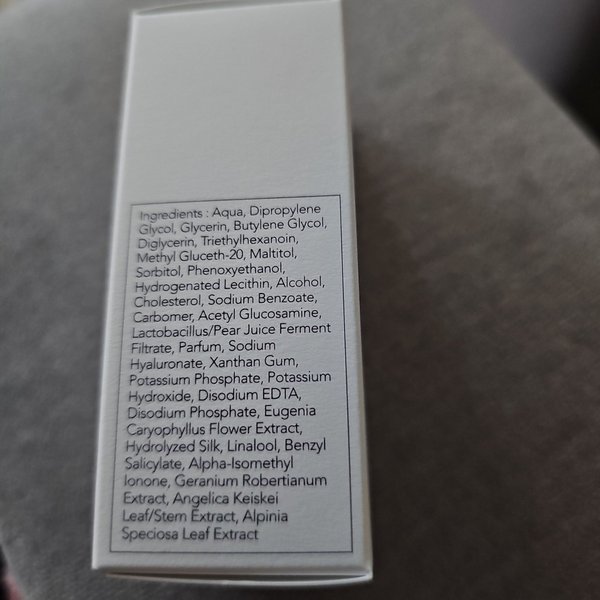 Ingredients : Aqua, Dipropylene
Glycol, Glycerin, Butylene Glycol,
Diglycerin, Triethylhexanoin,
Methyl Gluceth-20, Maltitol,
Sorbitol, Phenoxyethanol,
Hydrogenated Lecithin, Alcohol,
Cholesterol, Sodium Benzoate,
Carbomer, Acetyl Glucosamine,
Lactobacillus/Pear Juice Ferment
Filtrate, Parfum, Sodium
Hyaluronate, Xanthan Gum,
Potassium Phosphate, Potassium
Hydroxide, Disodium EDTA,
Disodium Phosphate, Eugenia
Caryophyllus Flower Extract,
Hydrolyzed Silk, Linalool, Benzyl
Salicylate, Alpha-Isomethyl
Ionone, Geranium Robertianum
Extract, Angelica Keiskei
Leaf/Stem Extract, Alpinia
Speciosa Leaf Extract